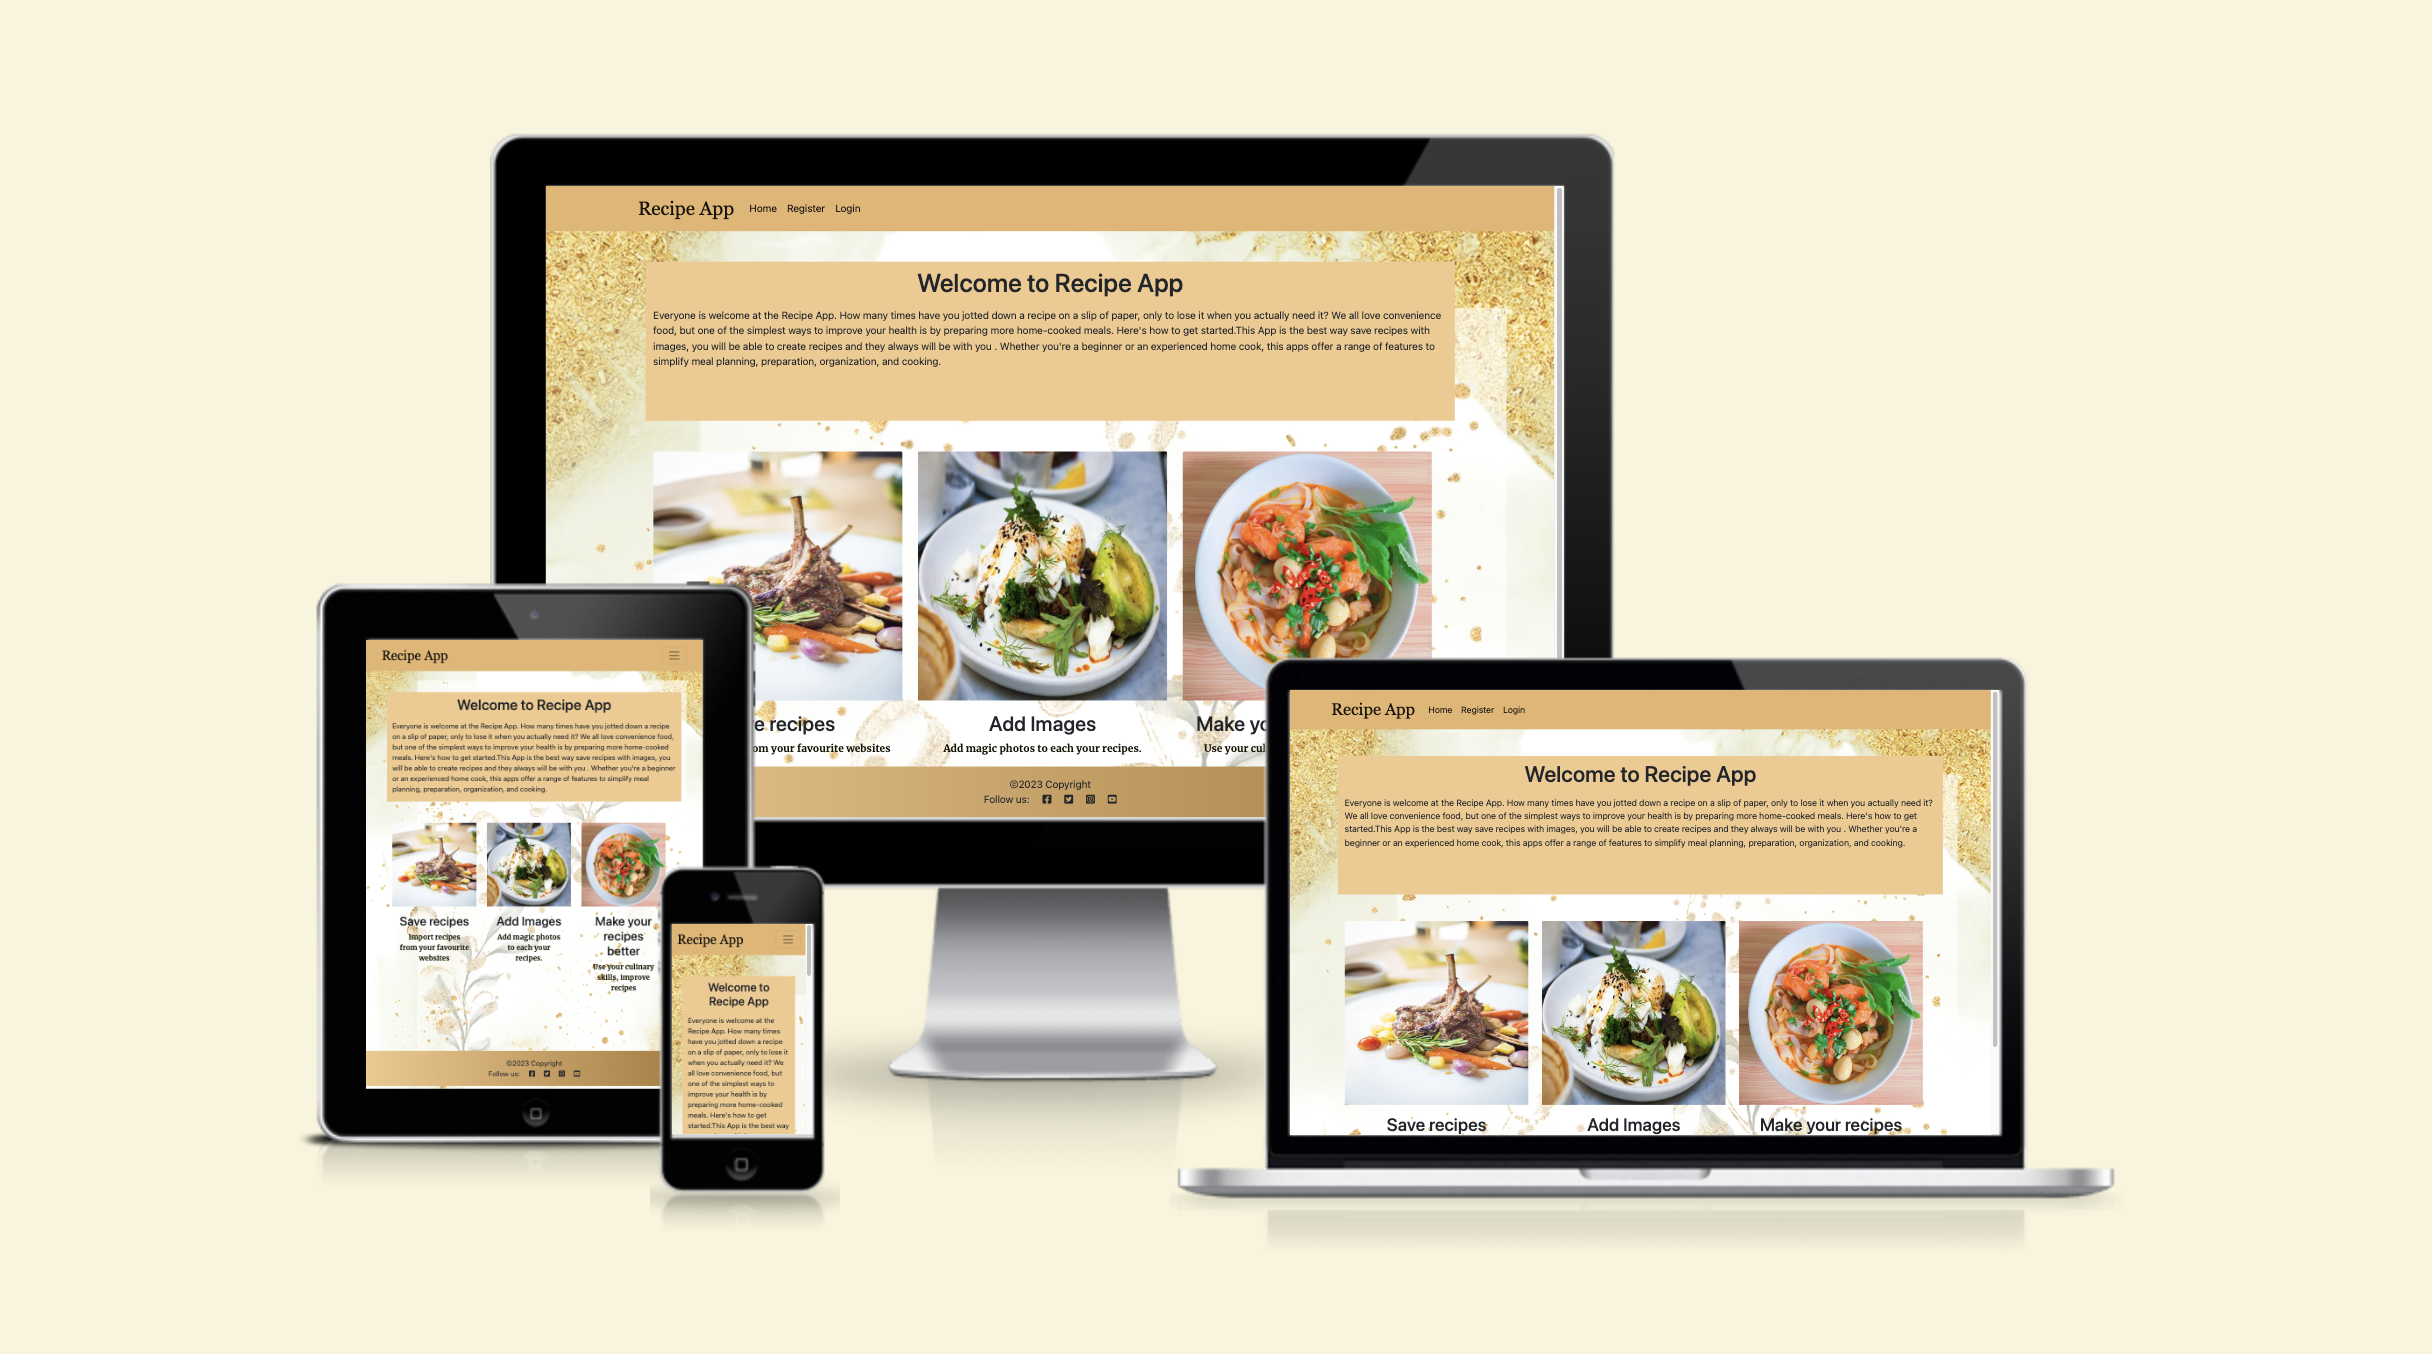 Recipe App Home Register Login
Welcome to Recipe App
Everyone is welcome at the Recipe App. How many times have you jotted down a recipe on a slip of paper, only to lose it when you actually need it? We all love convenience
food, but one of the simplest ways to improve your health is by preparing more home-cooked meals. Here's how to get started.This App is the best way save recipes with
images, you will be able to create recipes and they always will be with you . Whether you're a beginner or an experienced home cook, this apps offer a range of features to
simplify meal planning, preparation, organization, and cooking.
e recipes
Add Images
Make yo
om your favourite websites
Add magic photos to each your recipes.
Use your cul
©2023 Copyright
Follow us:
Recipe App
Welcome to Recipe App
Everyone is welcome at the Recipe App. How many times have you jotted down a recipe
on a slip of paper, only to lose it when you actually need it? We all love convenience food,
but one of the simplest ways to improve your health is by preparing more home-cooked
meals. Here's how to get started.This App is the best way save recipes with images, you
will be able to create recipes and they always will be with you . Whether you're a beginner
or an experienced home cook, this apps offer a range of features to simplify meal
planning, preparation, organization, and cooking.
Save recipes
Import recipes
from your favourite
websites
Add Images
Add magic photos
to each your
recipes.
Make your
recipes
better
Use your culinary
skills, improve
recipes
©2023 Copyright
Follow us:
Recipe App
Welcome to
Recipe App
Everyone is welcome at the
Recipe App. How many times
have you jotted down a recipe
on a slip of paper, only to lose it
when you actually need it? We
all love convenience food, but
one of the simplest ways to
improve your health is by
preparing more home-cooked
meals. Here's how to get
started.This App is the best way
Recipe App Home Register Login
Welcome to Recipe App
Everyone is welcome at the Recipe App. How many times have you jotted down a recipe on a slip of paper, only to lose it when you actually need it?
We all love convenience food, but one of the simplest ways to improve your health is by preparing more home-cooked meals. Here's how to get
started.This App is the best way save recipes with images, you will be able to create recipes and they always will be with you . Whether you're a
beginner or an experienced home cook, this apps offer a range of features to simplify meal planning, preparation, organization, and cooking.
Save recipes
Add Images
Make your recipes